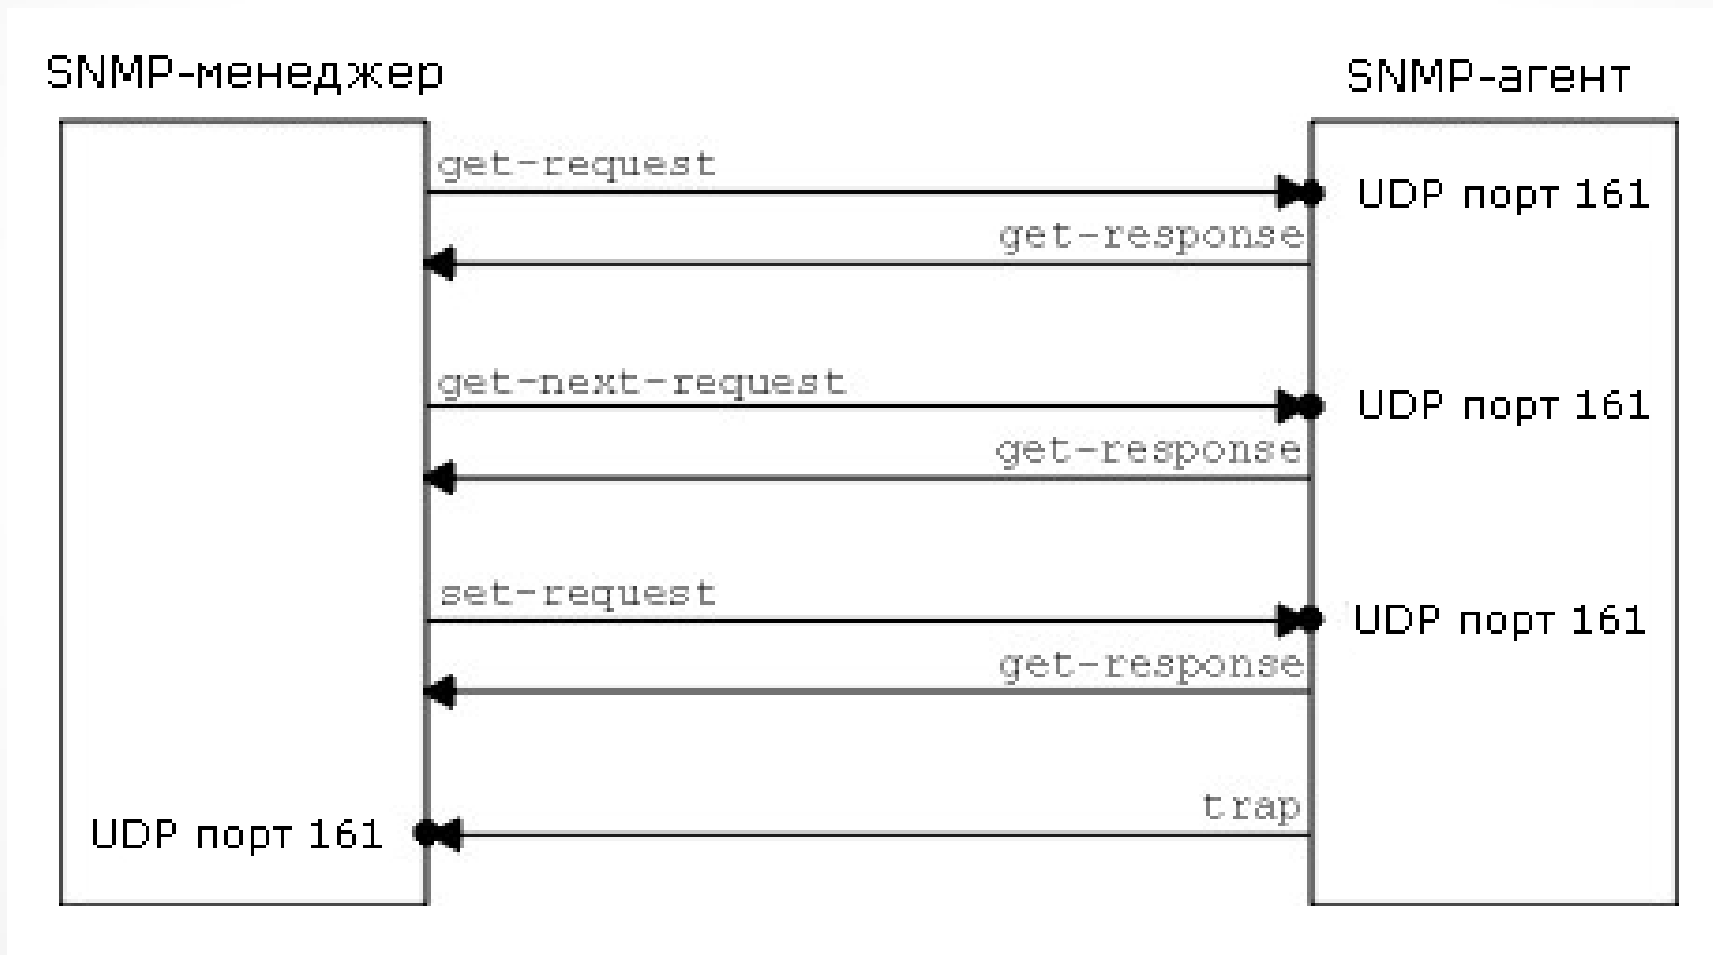 SNMP-менеджер
SNMP-агент
get-request
UDP порт 161
get-response
get-next-request
UDP порт 161
get-response
set-request
UDP порт 161
get-response
trap
UDP порт 161